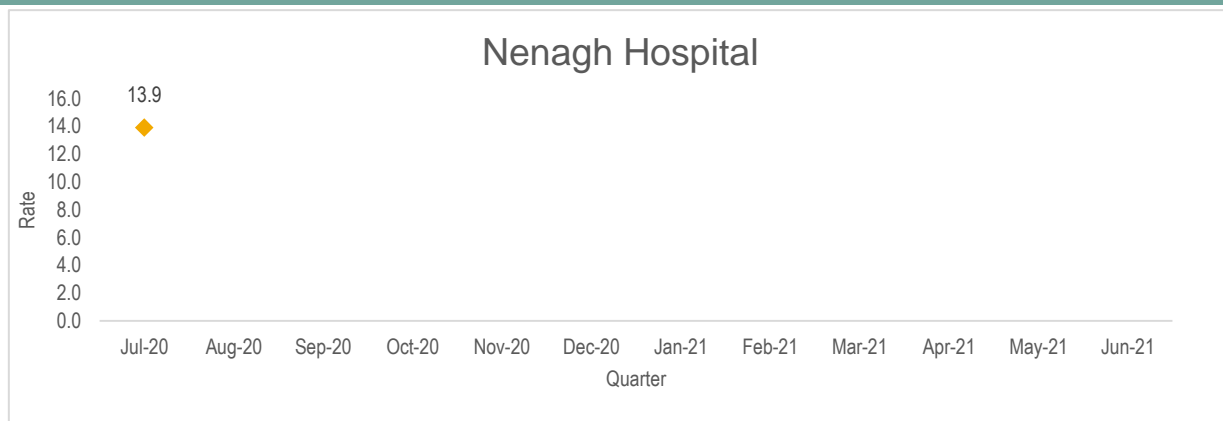 Nenagh Hospital
13.9
16.0
14.0
12.0
10.0
8.0
6.0
4.0
2.0
0.0
Rate
Jul-20 Aug-20 Sep-20 Oct-20 Nov-20 Dec-20 Jan-21 Feb-21 Mar-21 Apr-21 May-21 Jun-21
Quarter